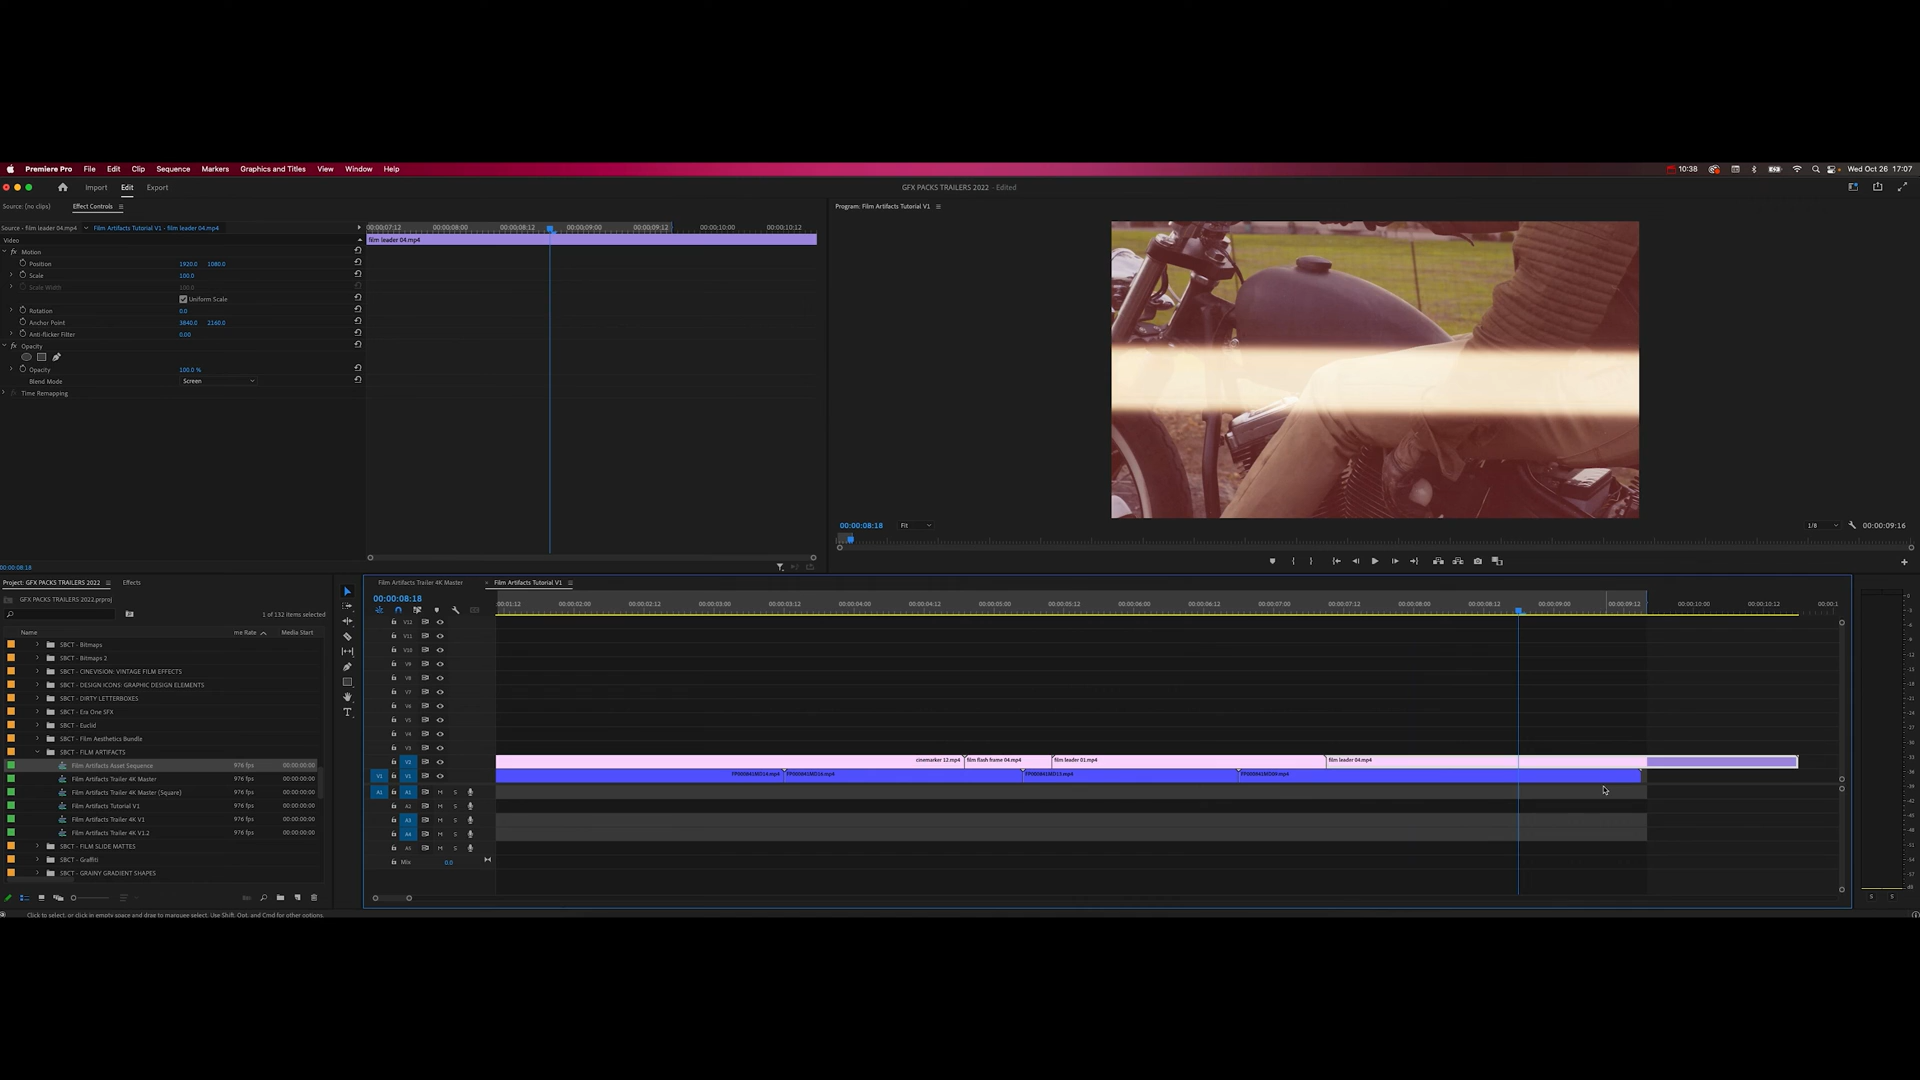 Premiere Pro File Edit Clip Sequence Markers Graphics and Titles View Window Help
10:38 Wed Oct 26 17:07
Import Edit Export
GFX PACKS TRAILERS 2022 - Edited
Source: (no clips) Effect Controls
Program: Film Artifacts Tutorial V1
Source - film leader 04.mp4 Film Artifacts Tutorial V1 - film leader 04.mp4
00:00:07:12 00:00:08:00 00:00:08:12 00:00:09:00 00:00:09:12 00:00:10:00 00:00:10:12
Video
film leader 04.mp4
fx Motion
Position 1920.0 1080.0
Scale 100.0
Scale Width 100.0
Uniform Scale
Rotation 0.0
Anchor Point 3840.0 2160.0
Anti-flicker Filter 0.00
fx Opacity
Opacity 100.0 %
Blend Mode Screen
Time Remapping
00:00:08:18 Fit 1/8 00:00:09:16
00:00:08:18
Project: GFX PACKS TRAILERS 2022 Effects
GFX PACKS TRAILERS 2022.prproj
1 of 132 items selected
Name me Rate Media Start
SBCT - Bitmaps
SBCT - Bitmaps 2
SBCT - CINEVISION: VINTAGE FILM EFFECTS
SBCT - DESIGN ICONS: GRAPHIC DESIGN ELEMENTS
SBCT - DIRTY LETTERBOXES
SBCT - Era One SFX
SBCT - Euclid
SBCT - Film Aesthetics Bundle
SBCT - FILM ARTIFACTS
Film Artifacts Asset Sequence 976 fps 00:00:00:00
Film Artifacts Trailer 4K Master 976 fps 00:00:00:00
Film Artifacts Trailer 4K Master (Square) 976 fps 00:00:00:00
Film Artifacts Tutorial V1 976 fps 00:00:00:00
Film Artifacts Trailer 4K V1 976 fps 00:00:00:00
Film Artifacts Trailer 4K V1.2 976 fps 00:00:00:00
SBCT - FILM SLIDE MATTES
SBCT - Graffiti
SBCT - GRAINY GRADIENT SHAPES
Film Artifacts Trailer 4K Master × Film Artifacts Tutorial V1
00:00:08:18
00:01:12 00:00:02:00 00:00:02:12 00:00:03:00 00:00:03:12 00:00:04:00 00:00:04:12 00:00:05:00 00:00:05:12 00:00:06:00 00:00:06:12 00:00:07:00 00:00:07:12 00:00:08:00 00:00:08:12 00:00:09:00 00:00:09:12 00:00:10:00 00:00:10:12 00:00:1
V12
V11
V10
V9
V8
V7
V6
V5
V4
V3
V2 cinemarker 12.mp4 film flash frame 04.mp4 film leader 01.mp4 film leader 04.mp4
V1 V1
A1 A1 M S
A2 M S
A3 M S
A4 M S
A5 M S
Mix 0.0
S S
Click to select, or click in empty space and drag to marquee select. Use Shift, Opt, and Cmd for other options.